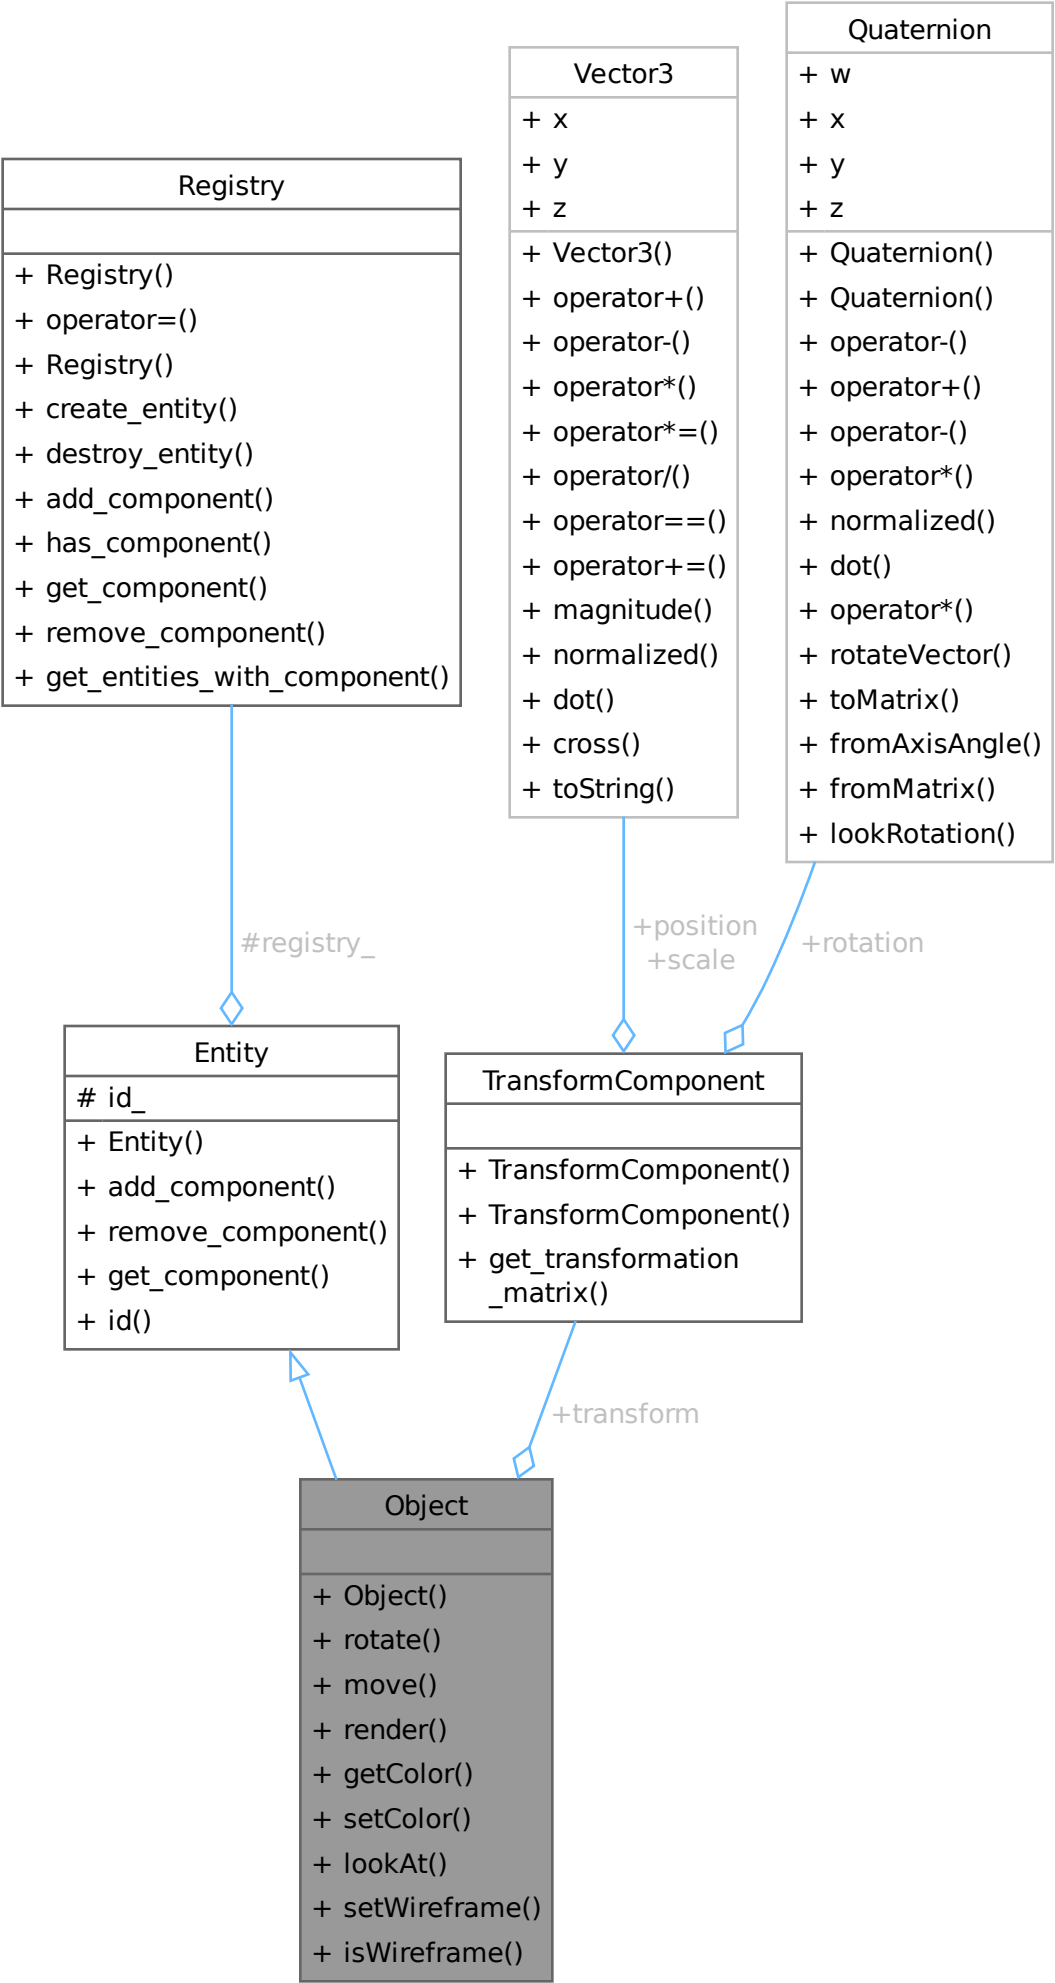 Quaternion
+ w
+ x
+ y
+ z
+ Quaternion()
+ Quaternion()
+ operator-()
+ operator+()
+ operator-()
+ operator*()
+ normalized()
+ dot()
+ operator*()
+ rotateVector()
+ toMatrix()
+ fromAxisAngle()
+ fromMatrix()
+ lookRotation()
Vector3
+ x
+ y
+ z
+ Vector3()
+ operator+()
+ operator-()
+ operator*()
+ operator*=()
+ operator/()
+ operator==()
+ operator+=()
+ magnitude()
+ normalized()
+ dot()
+ cross()
+ toString()
Registry
+ Registry()
+ operator=()
+ Registry()
+ create_entity()
+ destroy_entity()
+ add_component()
+ has_component()
+ get_component()
+ remove_component()
+ get_entities_with_component()
#registry_
+position
+scale
+rotation
Entity
# id_
+ Entity()
+ add_component()
+ remove_component()
+ get_component()
+ id()
TransformComponent
+ TransformComponent()
+ TransformComponent()
+ get_transformation
_matrix()
+transform
Object
+ Object()
+ rotate()
+ move()
+ render()
+ getColor()
+ setColor()
+ lookAt()
+ setWireframe()
+ isWireframe()